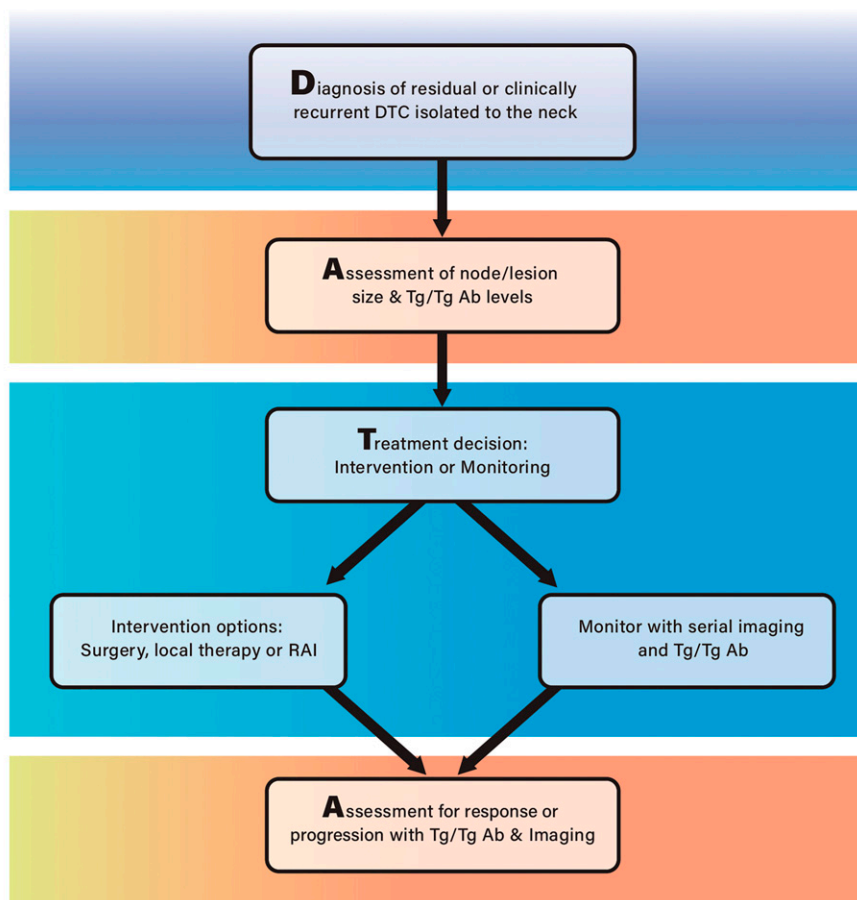 Diagnosis of residual or clinically
recurrent DTC isolated to the neck
Assessment of node/lesion
size & Tg/Tg Ab levels
Treatment decision:
Intervention or Monitoring
Intervention options:
Surgery, local therapy or RAI
Monitor with serial imaging
and Tg/Tg Ab
Assessment for response or
progression with Tg/Tg Ab & Imaging